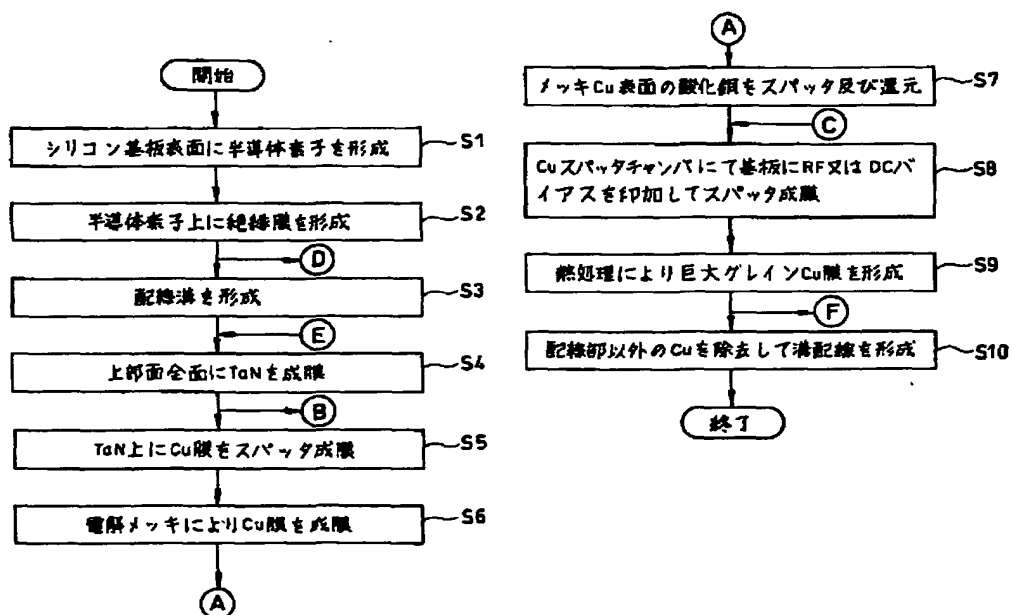 開始
シリコン基板表面に半導体素子を形成
S1
半導体素子上に絶縁膜を形成
S2
D
配線溝を形成
S3
E
上部面全面にTaNを成膜
S4
B
TaN上にCu膜をスパッタ成膜
S5
電解メッキによりCu膜を成膜
S6
A
A
メッキCu表面の酸化銅をスパッタ及び還元
S7
C
CuスパッタチャンバにてRF又はDCバ
イアスを印加してスパッタ成膜
S8
熱処理により巨大グレインCu膜を形成
S9
F
配線部以外のCuを除去して溝配線を形成
S10
終了